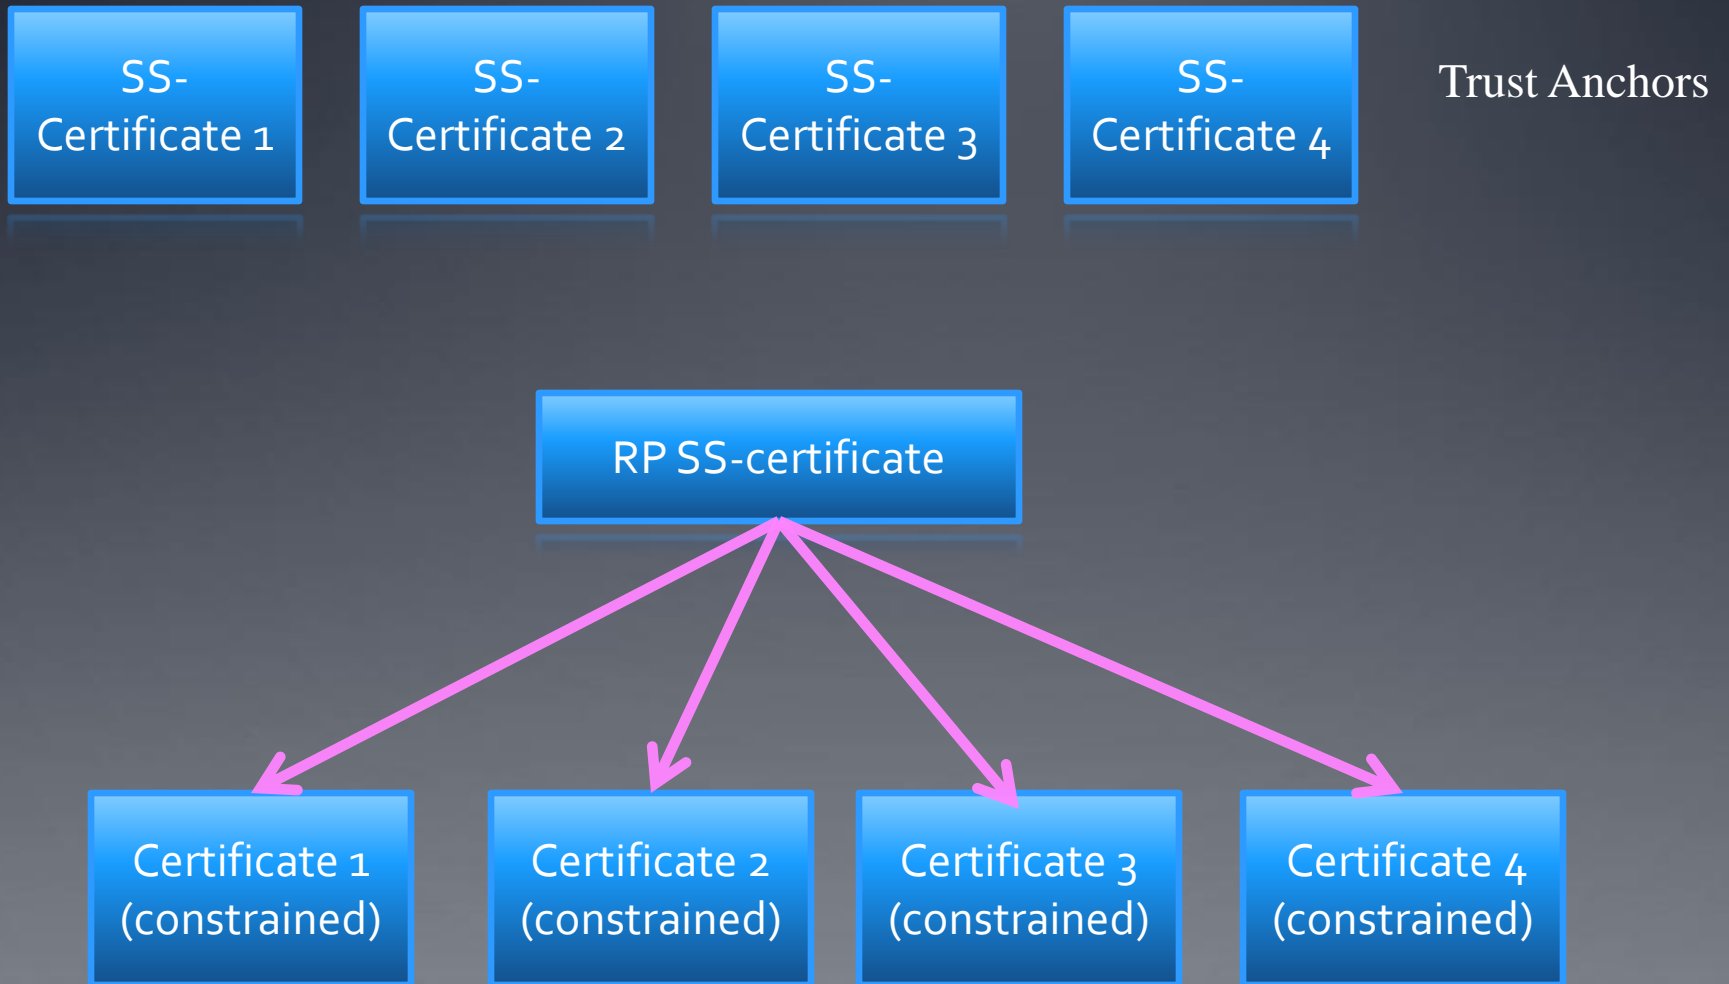 SS-
Certificate 1
SS-
Certificate 2
SS-
Certificate 3
SS-
Certificate 4
Trust Anchors
RP SS-certificate
Certificate 1
(constrained)
Certificate 2
(constrained)
Certificate 3
(constrained)
Certificate 4
(constrained)